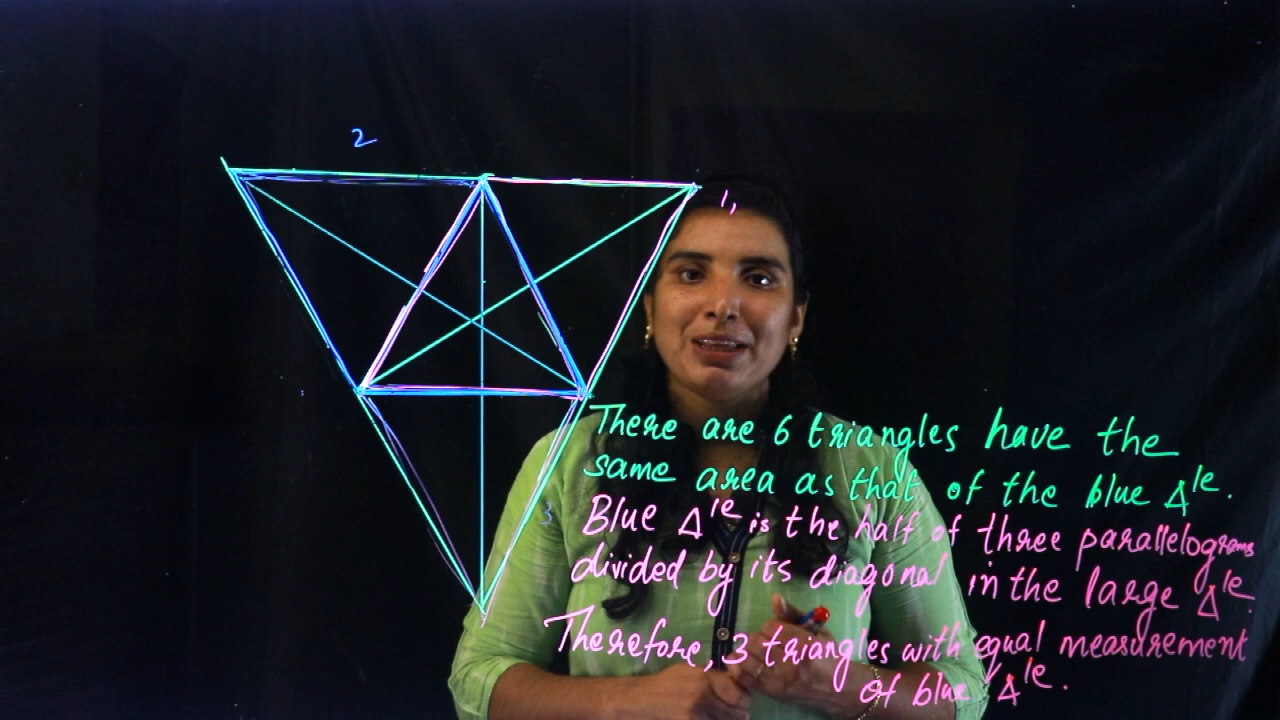 2
1,
There are 6 triangles have the
same area as that of the blue Δle.
3
Blue Δle is the half of three parallelograms
divided by its diagonal in the large Δle.
Therefore, 3 triangles with equal measurement
of blue Δle.